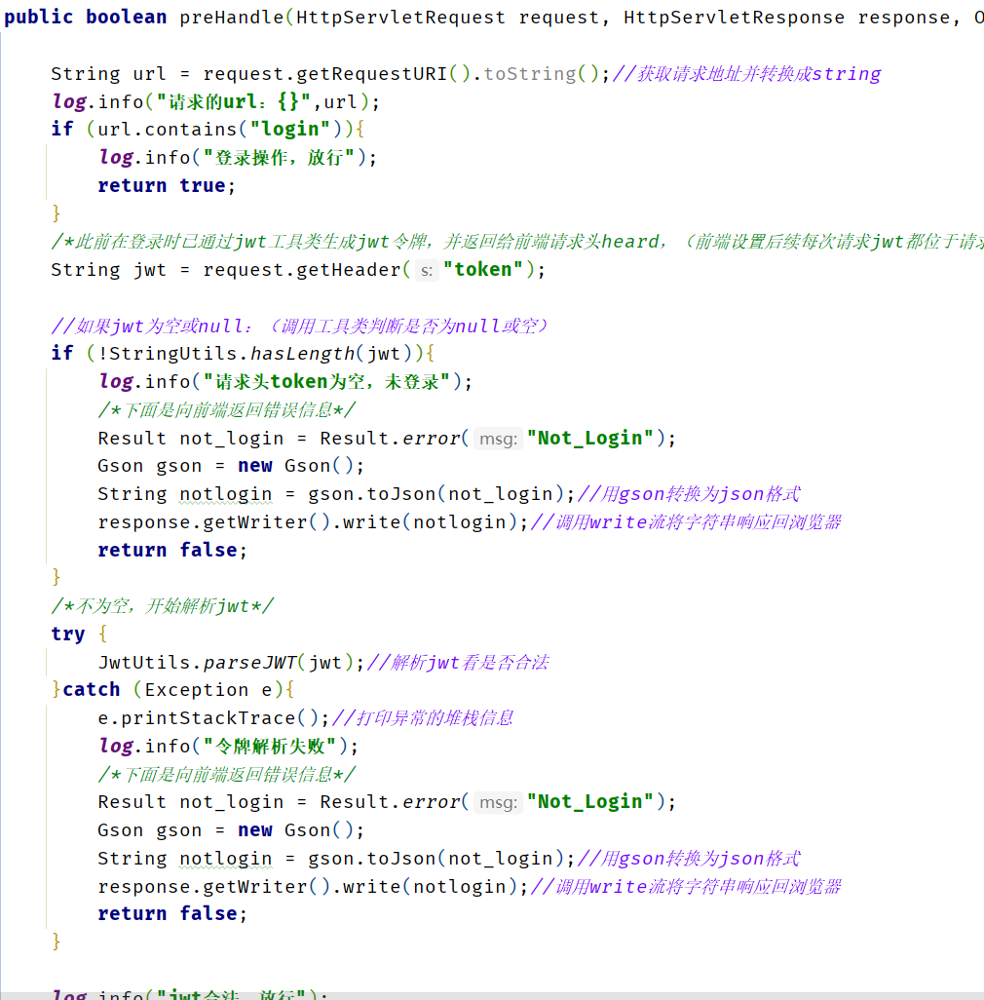 public boolean preHandle(HttpServletRequest request, HttpServletResponse response, O
String url = request.getRequestURI().toString();//获取请求地址并转换成string
log.info("请求的url：{}",url);
if (url.contains("login")){
log.info("登录操作，放行");
return true;
}
/*此前在登录时已通过jwt工具类生成jwt令牌，并返回给前端请求头heard，（前端设置后续每次请求jwt都位于请求
String jwt = request.getHeader( s: "token");
//如果jwt为空或null：（调用工具类判断是否为null或空）
if (!StringUtils.hasLength(jwt)){
log.info("请求头token为空，未登录");
/*下面是向前端返回错误信息*/
Result not_login = Result.error( msg: "Not_Login");
Gson gson = new Gson();
String notlogin = gson.toJson(not_login);//用gson转换为json格式
response.getWriter().write(notlogin);//调用write流将字符串响应回浏览器
return false;
}
/*不为空，开始解析jwt*/
try {
JwtUtils.parseJWT(jwt);//解析jwt看是否合法
}catch (Exception e){
e.printStackTrace();//打印异常的堆栈信息
log.info("令牌解析失败");
/*下面是向前端返回错误信息*/
Result not_login = Result.error( msg: "Not_Login");
Gson gson = new Gson();
String notlogin = gson.toJson(not_login);//用gson转换为json格式
response.getWriter().write(notlogin);//调用write流将字符串响应回浏览器
return false;
}
log.info("jwt合法，放行");